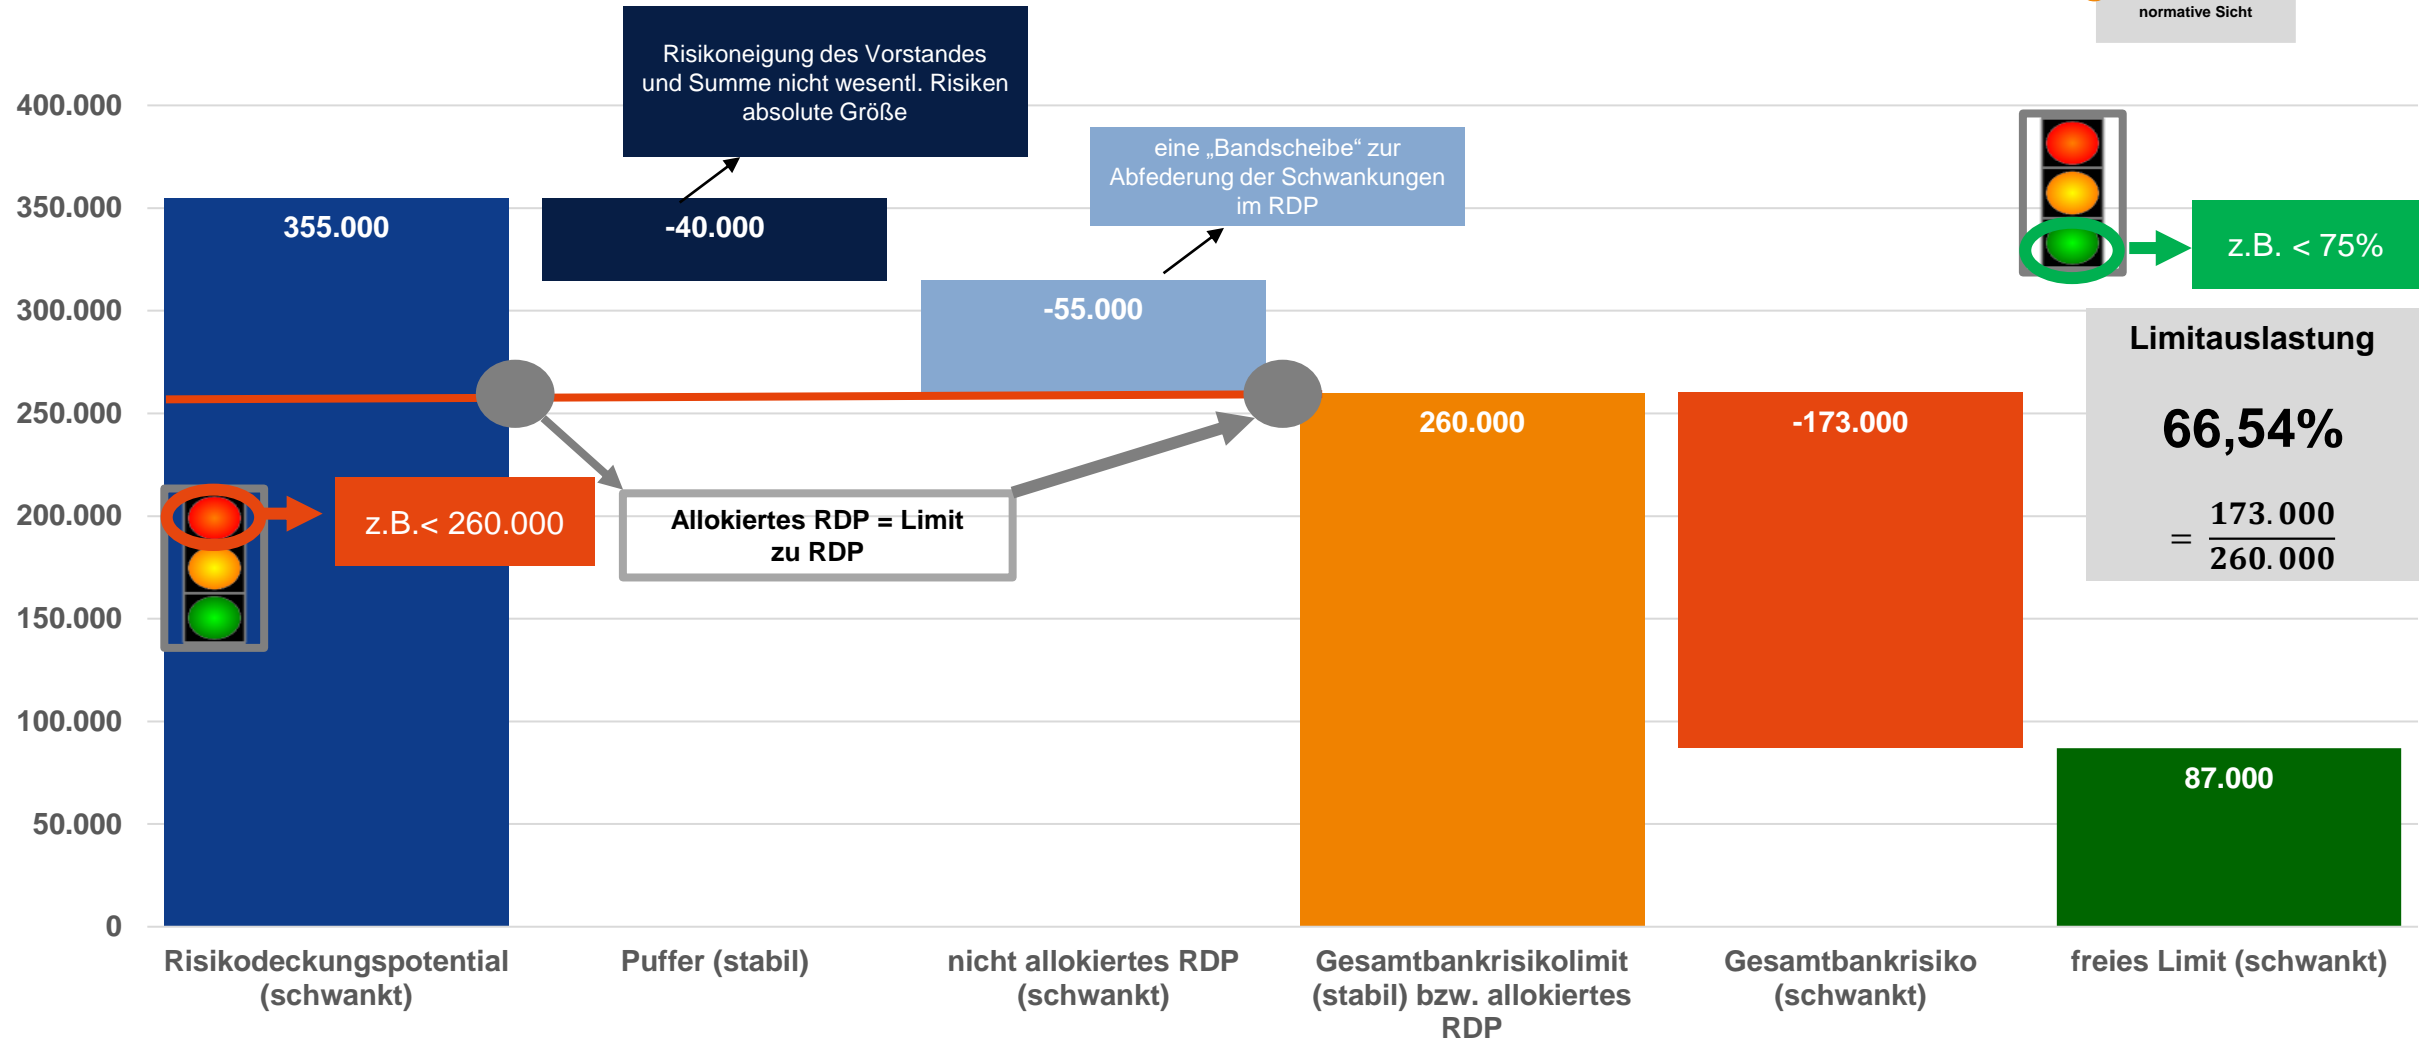 normative Sicht
Risikoneigung des Vorstandes
und Summe nicht wesentl. Risiken
absolute Größe
eine „Bandscheibe“ zur
Abfederung der Schwankungen
im RDP
400.000
350.000
300.000
250.000
200.000
150.000
100.000
50.000
0
355.000
-40.000
-55.000
260.000
-173.000
87.000
z.B. < 75%
Limitauslastung
66,54%
= 173.000
260.000
z.B.< 260.000
Allokiertes RDP = Limit
zu RDP
Risikodeckungspotential
(schwankt)
Puffer (stabil)
nicht allokiertes RDP
(schwankt)
Gesamtbankrisikolimit
(stabil) bzw. allokiertes
RDP
Gesamtbankrisiko
(schwankt)
freies Limit (schwankt)